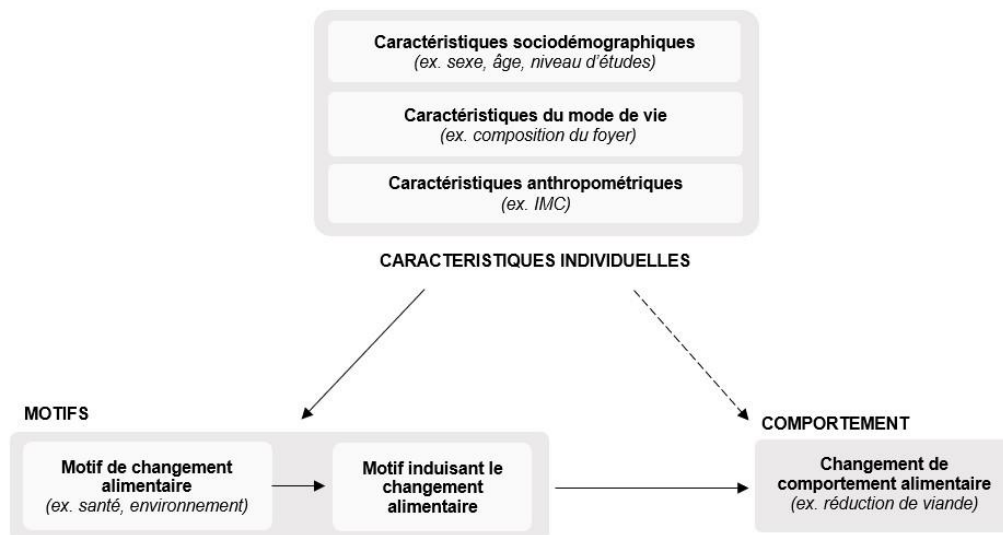 Caractéristiques sociodémographiques
(ex. sexe, âge, niveau d'études)
Caractéristiques du mode de vie
(ex. composition du foyer)
Caractéristiques anthropométriques
(ex. IMC)
CARACTERISTIQUES INDIVIDUELLES
MOTIFS
Motif de changement
alimentaire
(ex. santé, environnement)
Motif induisant le
changement
alimentaire
COMPORTEMENT
Changement de
comportement alimentaire
(ex. réduction de viande)